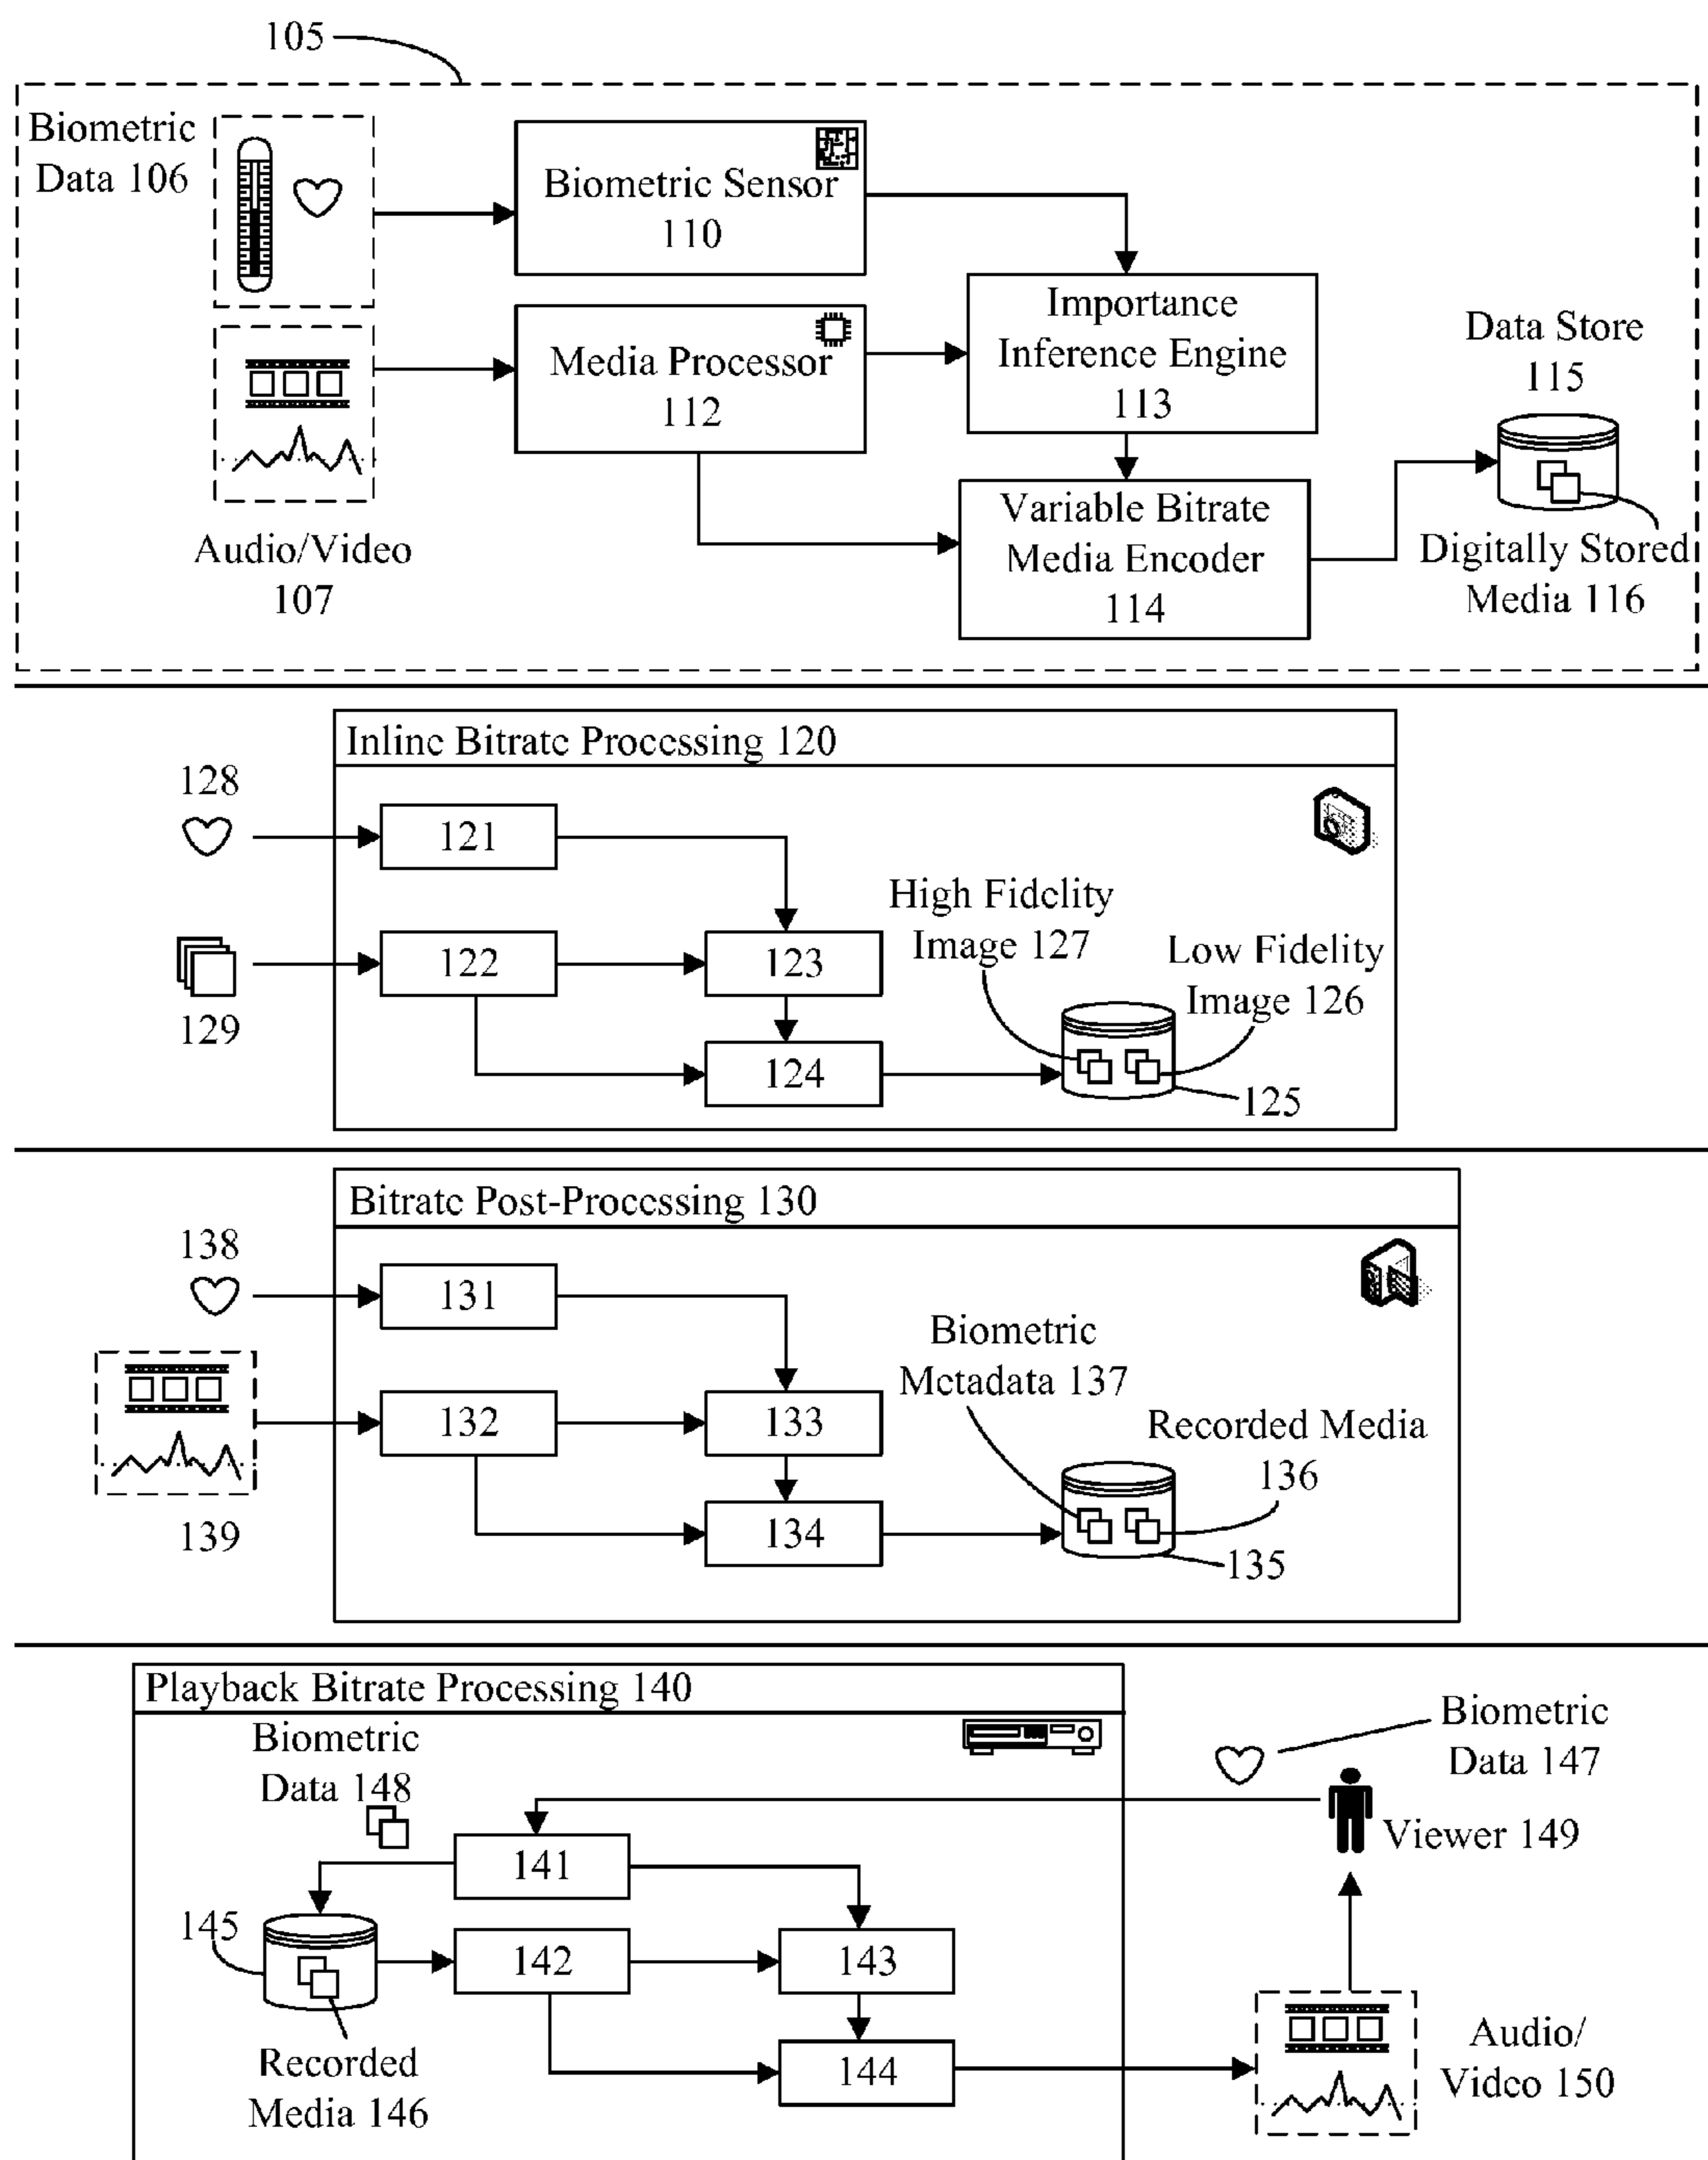 105
Biometric
Data 106
Biometric Sensor
110
Importance
Inference Engine
113
Media Processor
112
Data Store
115
Audio/Video
107
Variable Bitrate
Media Encoder
114
Digitally Stored
Media 116
Inline Bitrate Processing 120
128
121
High Fidelity
Image 127
Low Fidelity
Image 126
122
123
129
124
125
Bitrate Post-Processing 130
138
131
Biometric
Metadata 137
Recorded Media
136
132
133
139
134
135
Playback Bitrate Processing 140
Biometric
Data 148
Biometric
Data 147
Viewer 149
141
145
142
143
Recorded
Media 146
144
Audio/
Video 150